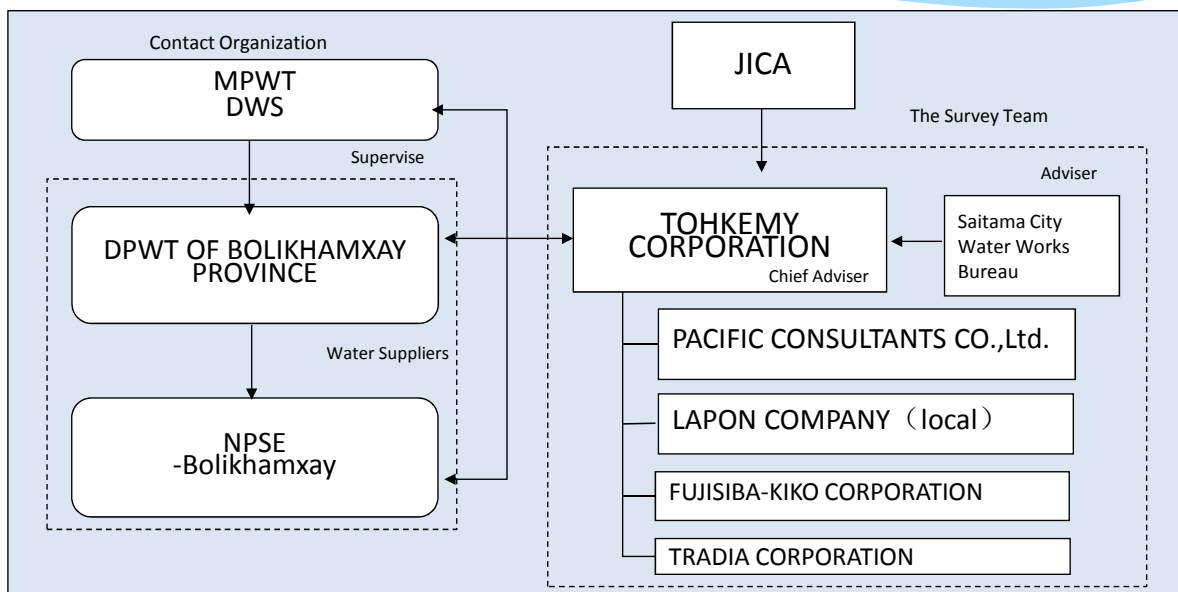 Contact Organization
MPWT
DWS
Supervise
DPWT OF BOLIKHAMXAY
PROVINCE
Water Suppliers
NPSE
-Bolikhamxay
JICA
The Survey Team
Adviser
TOHKEMY
CORPORATION
Chief Adviser
Saitama City
Water Works
Bureau
PACIFIC CONSULTANTS CO.,Ltd.
LAPON COMPANY（local）
FUJISIBA-KIKO CORPORATION
TRADIA CORPORATION